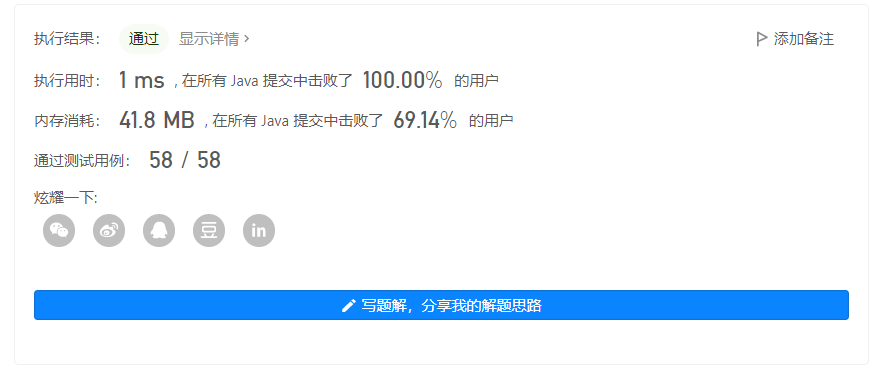 执行结果： 通过 显示详情 › 添加备注
执行用时： 1 ms , 在所有 Java 提交中击败了 100.00% 的用户
内存消耗： 41.8 MB , 在所有 Java 提交中击败了 69.14% 的用户
通过测试用例： 58 / 58
炫耀一下:
豆 in
写题解，分享我的解题思路